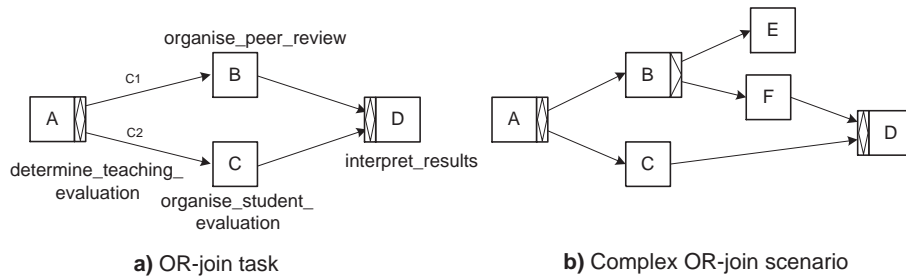 organise_peer_review
C1
A
B
D
C2
C
determine_teaching_
evaluation
organise_student_
evaluation
interpret_results
a) OR-join task
E
B
F
A
D
C
b) Complex OR-join scenario